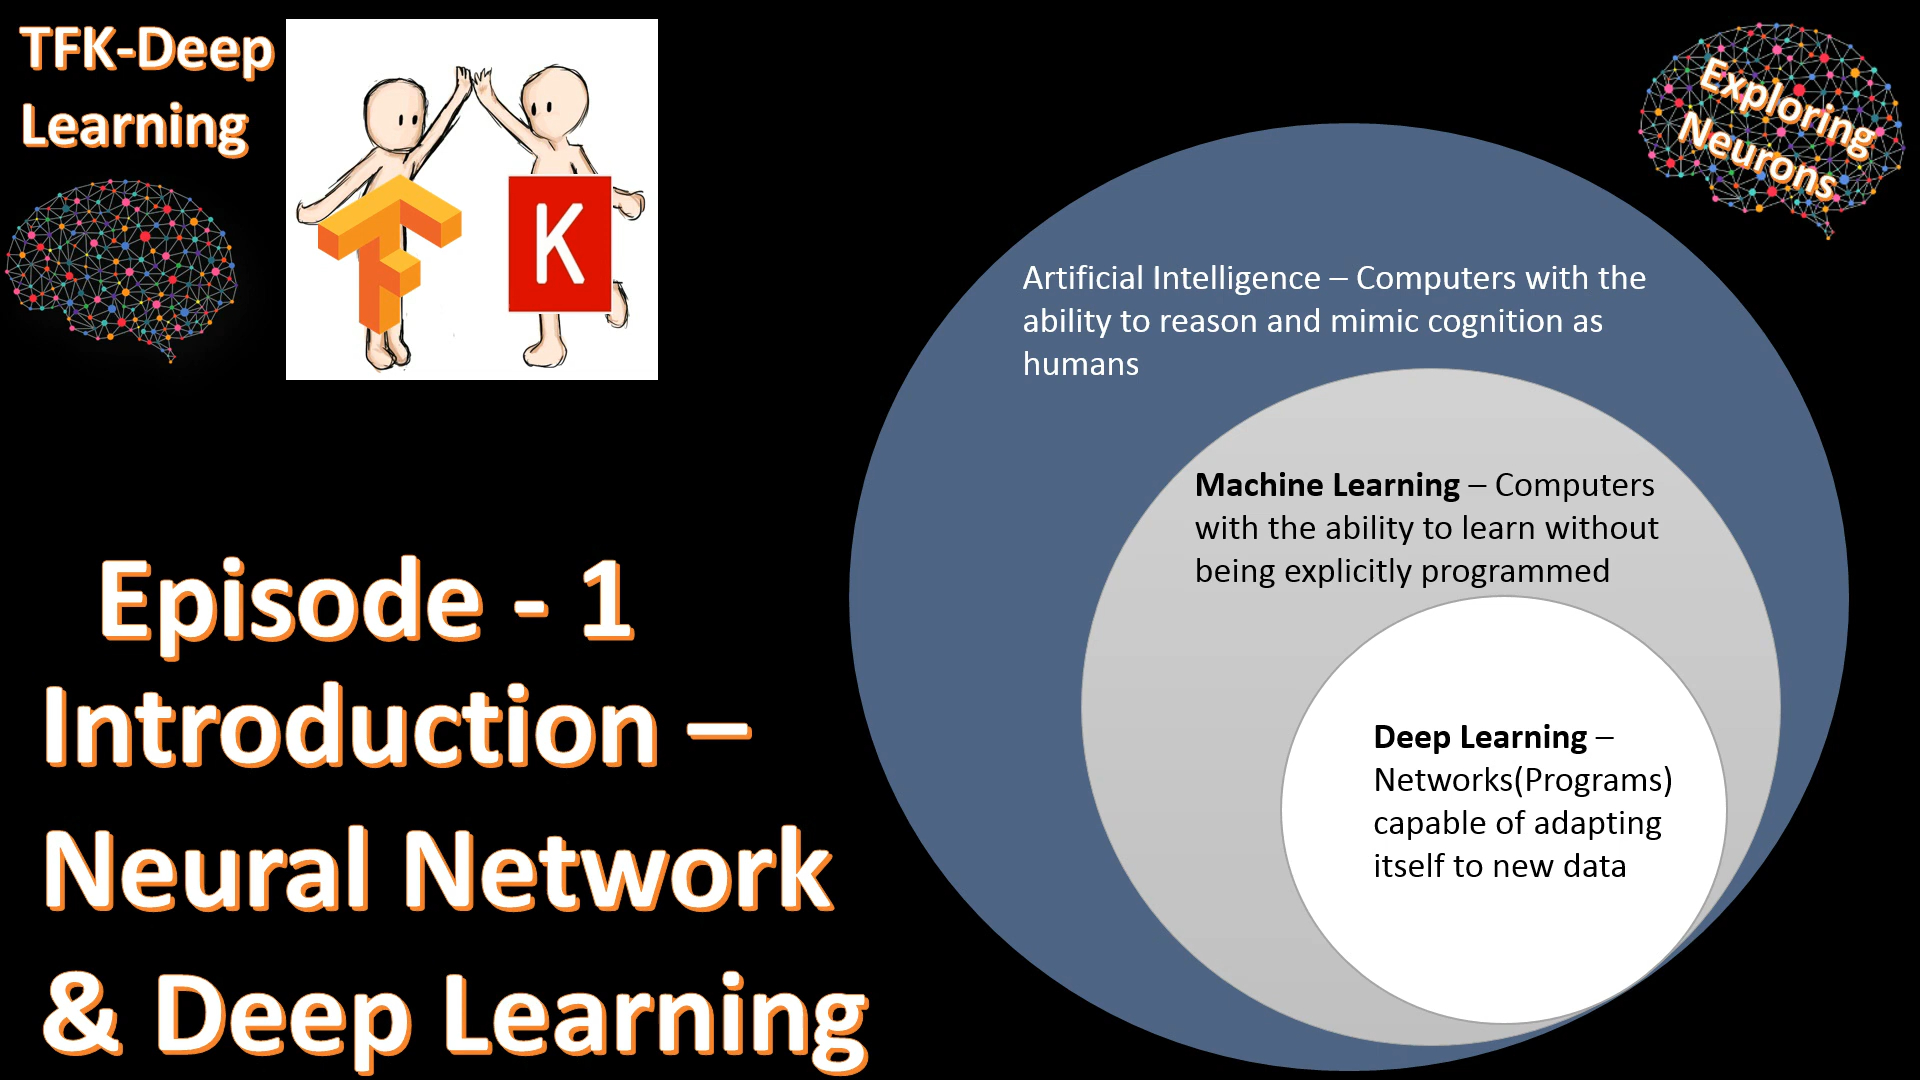 TFK-Deep
Learning
K
Exploring
Neurons
Artificial Intelligence – Computers with the
ability to reason and mimic cognition as
humans
Machine Learning – Computers
with the ability to learn without
being explicitly programmed
Deep Learning –
Networks(Programs)
capable of adapting
itself to new data
Episode - 1
Introduction –
Neural Network
& Deep Learning